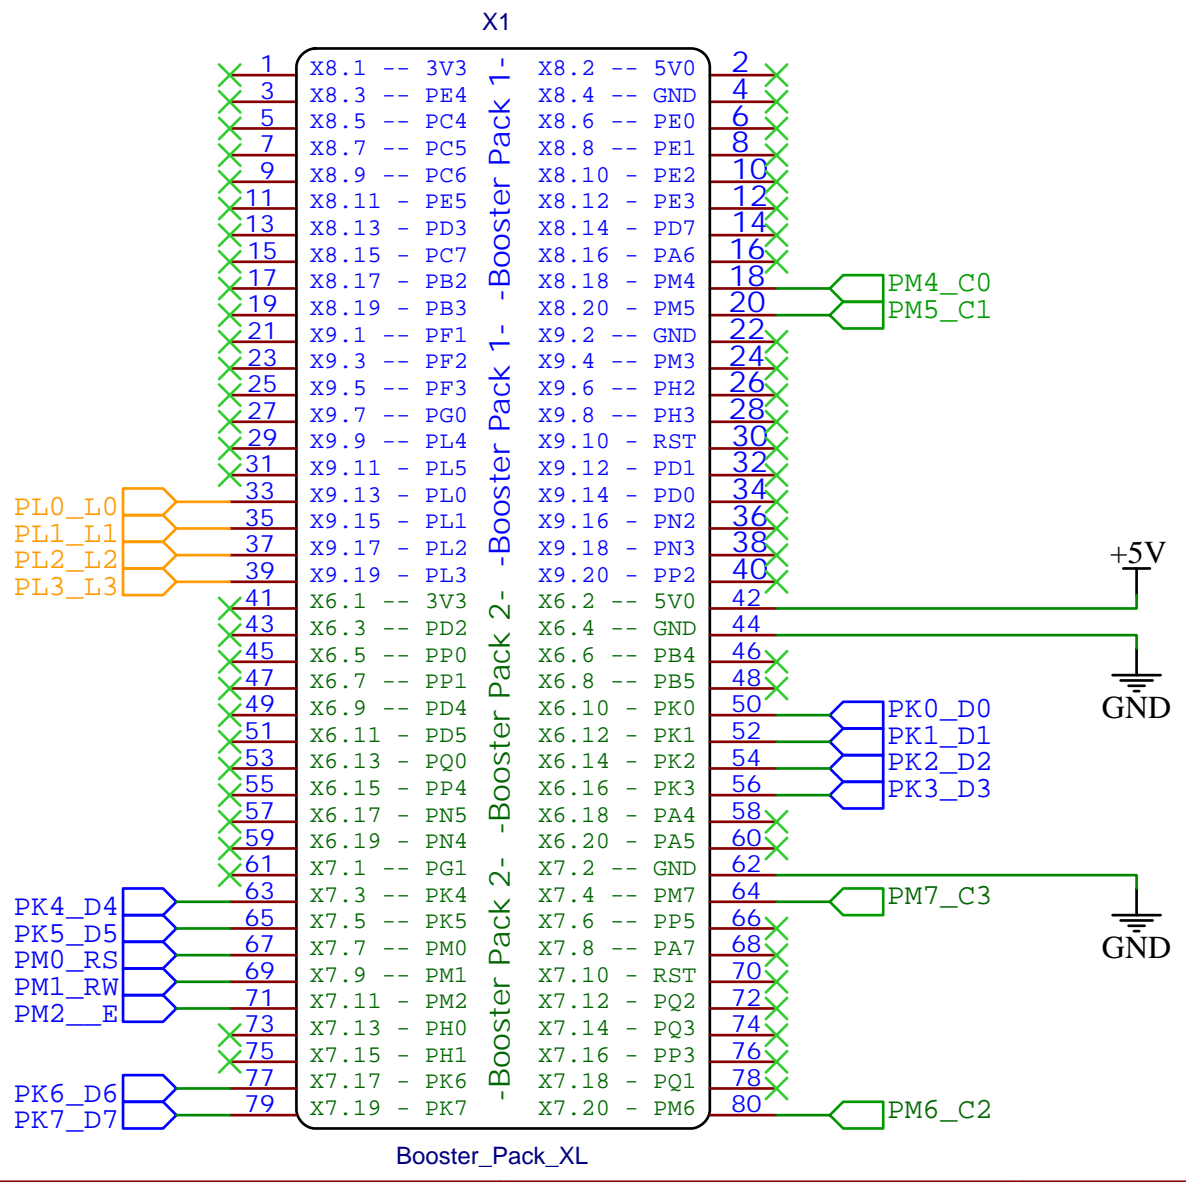 X1
1 X8.1 -- 3V3 X8.2 -- 5V0 2
3 X8.3 -- PE4 X8.4 -- GND 4
5 X8.5 -- PC4 X8.6 -- PE0 6
7 X8.7 -- PC5 X8.8 -- PE1 8
9 X8.9 -- PC6 X8.10 - PE2 10
11 X8.11 - PE5 X8.12 - PE3 12
13 X8.13 - PD3 X8.14 - PD7 14
15 X8.15 - PC7 X8.16 - PA6 16
17 X8.17 - PB2 X8.18 - PM4 18 PM4_C0
19 X8.19 - PB3 X8.20 - PM5 20 PM5_C1
-Booster Pack 1-
21 X9.1 -- PF1 X9.2 -- GND 22
23 X9.3 -- PF2 X9.4 -- PM3 24
25 X9.5 -- PF3 X9.6 -- PH2 26
27 X9.7 -- PG0 X9.8 -- PH3 28
29 X9.9 -- PL4 X9.10 - RST 30
31 X9.11 - PL5 X9.12 - PD1 32
PL0_L0 33 X9.13 - PL0 X9.14 - PD0 34
PL1_L1 35 X9.15 - PL1 X9.16 - PN2 36
PL2_L2 37 X9.17 - PL2 X9.18 - PN3 38
PL3_L3 39 X9.19 - PL3 X9.20 - PP2 40
-Booster Pack 1-
+5V
41 X6.1 -- 3V3 X6.2 -- 5V0 42
43 X6.3 -- PD2 X6.4 -- GND 44
45 X6.5 -- PP0 X6.6 -- PB4 46
47 X6.7 -- PP1 X6.8 -- PB5 48
GND
49 X6.9 -- PD4 X6.10 - PK0 50 PK0_D0
51 X6.11 - PD5 X6.12 - PK1 52 PK1_D1
53 X6.13 - PQ0 X6.14 - PK2 54 PK2_D2
55 X6.15 - PP4 X6.16 - PK3 56 PK3_D3
57 X6.17 - PN5 X6.18 - PA4 58
59 X6.19 - PN4 X6.20 - PA5 60
-Booster Pack 2-
61 X7.1 -- PG1 X7.2 -- GND 62
PK4_D4 63 X7.3 -- PK4 X7.4 -- PM7 64 PM7_C3
PK5_D5 65 X7.5 -- PK5 X7.6 -- PP5 66
PM0_RS 67 X7.7 -- PM0 X7.8 -- PA7 68
GND
PM1_RW 69 X7.9 -- PM1 X7.10 - RST 70
PM2__E 71 X7.11 - PM2 X7.12 - PQ2 72
73 X7.13 - PH0 X7.14 - PQ3 74
75 X7.15 - PH1 X7.16 - PP3 76
PK6_D6 77 X7.17 - PK6 X7.18 - PQ1 78
PK7_D7 79 X7.19 - PK7 X7.20 - PM6 80 PM6_C2
-Booster Pack 2-
Booster_Pack_XL